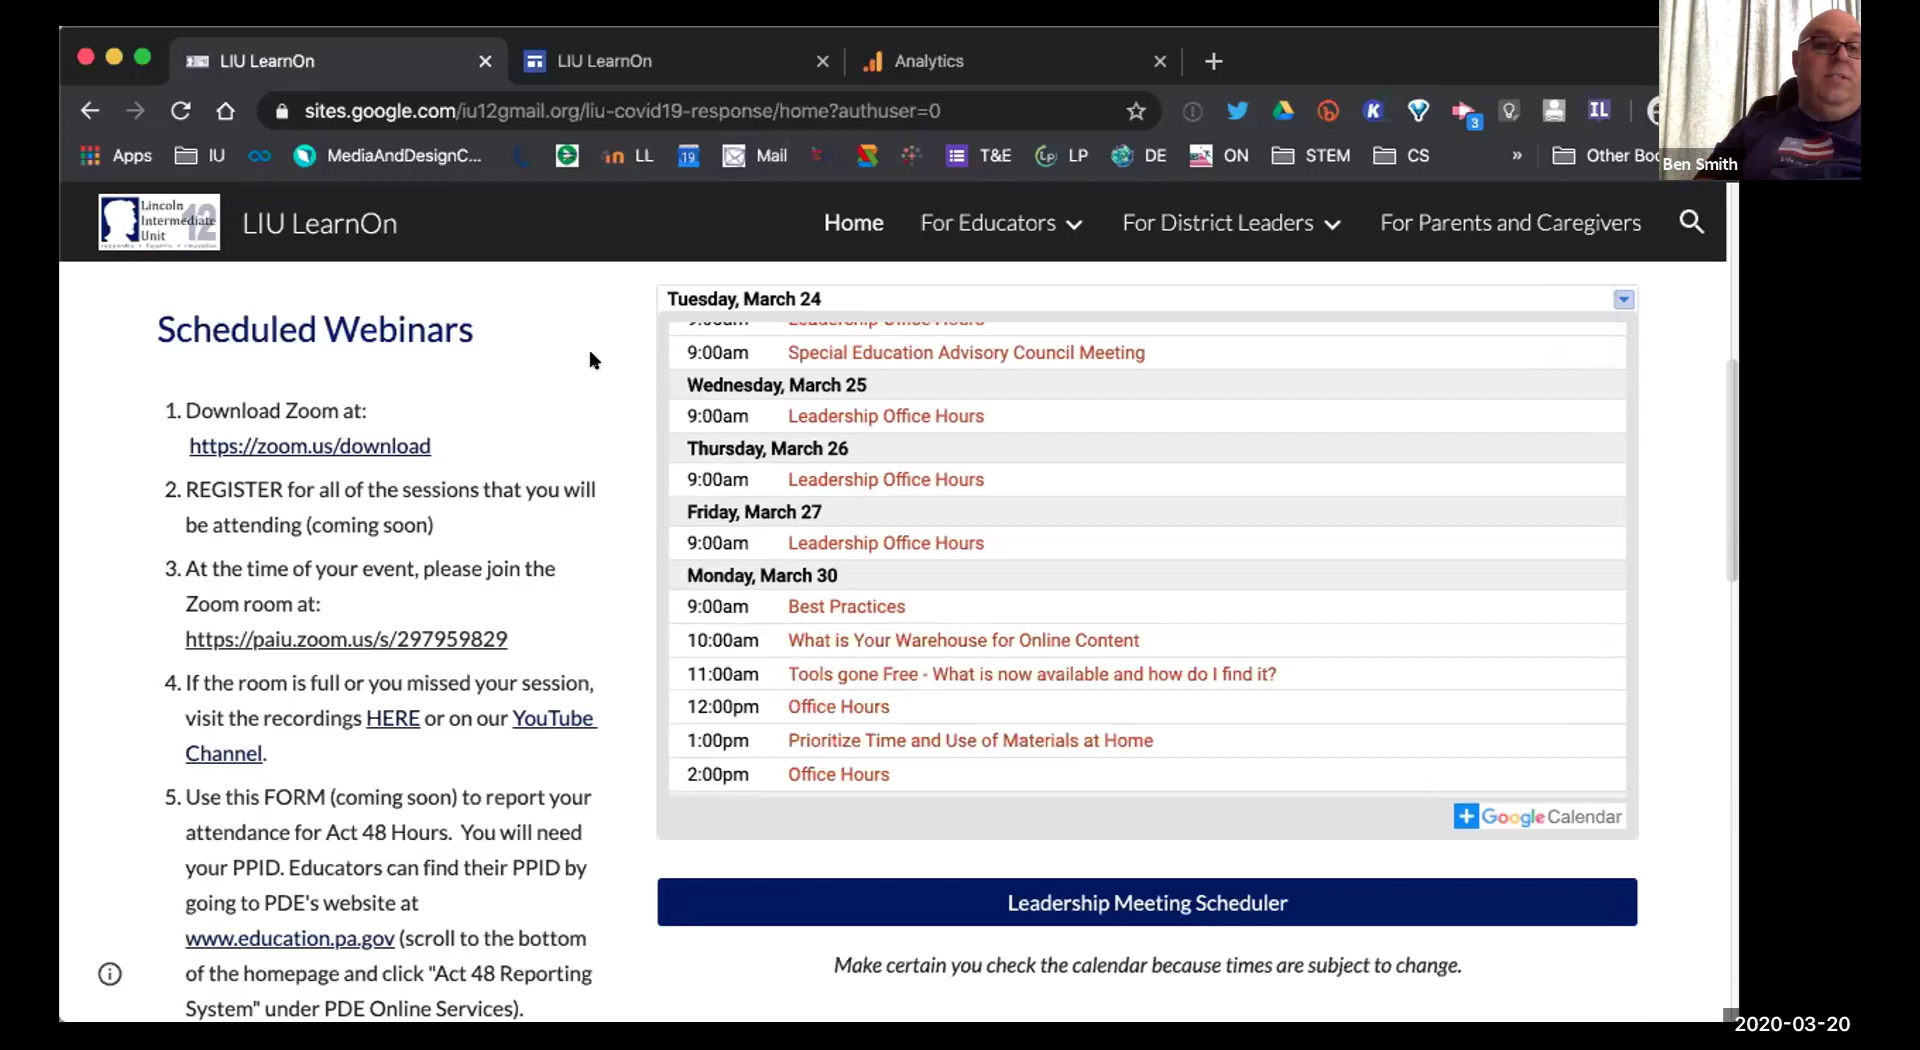 LIU LearnOn
LIU LearnOn
Analytics
sites.google.com/iu12gmail.org/liu-covid19-response/home?authuser=0
3
IL
Apps
IU
MediaAndDesignC...
LL
19
Mail
T&E
LP
DE
ON
STEM
CS
»
Other Boo
Ben Smith
Lincoln
Intermediate
Unit
12
LIU LearnOn
Home
For Educators
For District Leaders
For Parents and Caregivers
Scheduled Webinars
1. Download Zoom at:
https://zoom.us/download
2. REGISTER for all of the sessions that you will
be attending (coming soon)
3. At the time of your event, please join the
Zoom room at:
https://paiu.zoom.us/s/297959829
4. If the room is full or you missed your session,
visit the recordings HERE or on our YouTube
Channel.
5. Use this FORM (coming soon) to report your
attendance for Act 48 Hours. You will need
your PPID. Educators can find their PPID by
going to PDE's website at
www.education.pa.gov (scroll to the bottom
of the homepage and click "Act 48 Reporting
System" under PDE Online Services).
Tuesday, March 24
9:00am Leadership Office Hours
9:00am Special Education Advisory Council Meeting
Wednesday, March 25
9:00am Leadership Office Hours
Thursday, March 26
9:00am Leadership Office Hours
Friday, March 27
9:00am Leadership Office Hours
Monday, March 30
9:00am Best Practices
10:00am What is Your Warehouse for Online Content
11:00am Tools gone Free - What is now available and how do I find it?
12:00pm Office Hours
1:00pm Prioritize Time and Use of Materials at Home
2:00pm Office Hours
Google Calendar
Leadership Meeting Scheduler
Make certain you check the calendar because times are subject to change.
2020-03-20